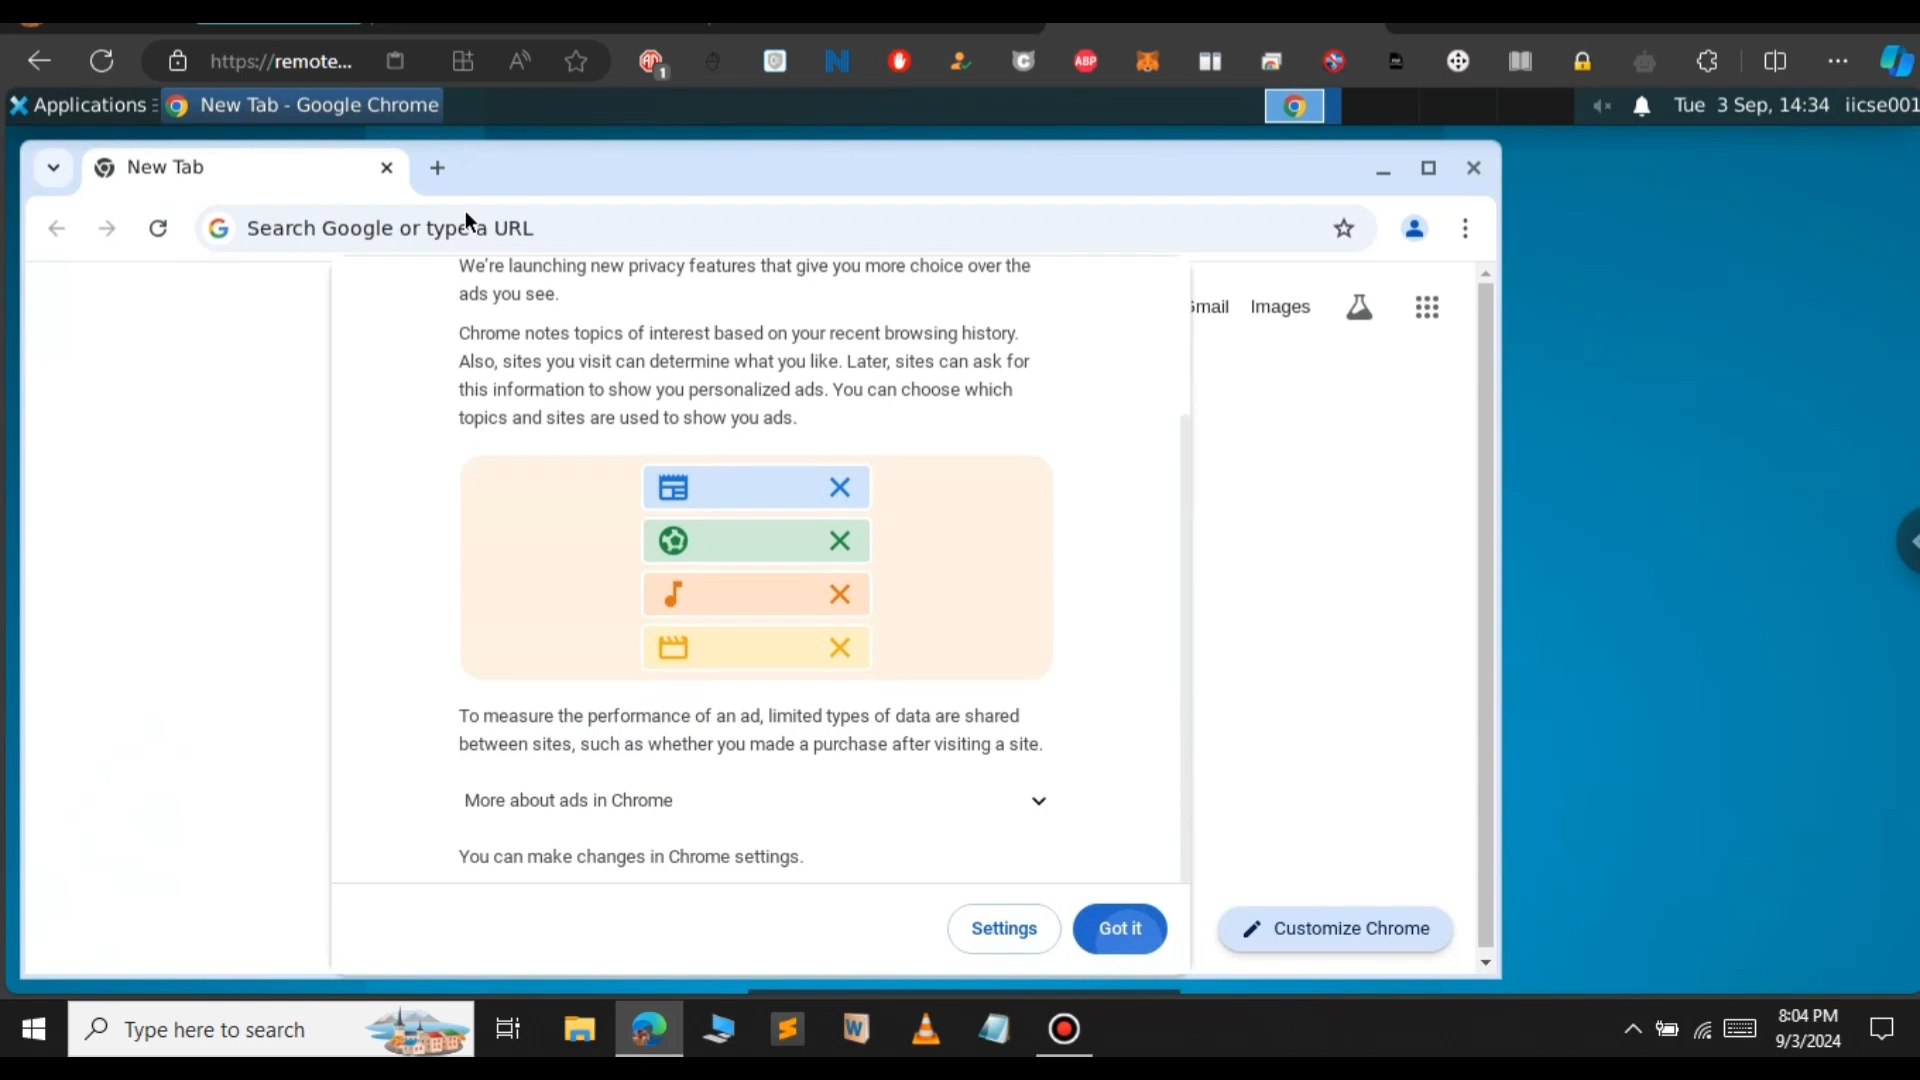 https://remote...
1
ABP
Applications
New Tab - Google Chrome
Tue 3 Sep, 14:34 iicse001
New Tab
Search Google or type a URL
We're launching new privacy features that give you more choice over the
ads you see.
Gmail Images
Chrome notes topics of interest based on your recent browsing history.
Also, sites you visit can determine what you like. Later, sites can ask for
this information to show you personalized ads. You can choose which
topics and sites are used to show you ads.
To measure the performance of an ad, limited types of data are shared
between sites, such as whether you made a purchase after visiting a site.
More about ads in Chrome
You can make changes in Chrome settings.
Settings
Got it
Customize Chrome
Type here to search
8:04 PM
9/3/2024